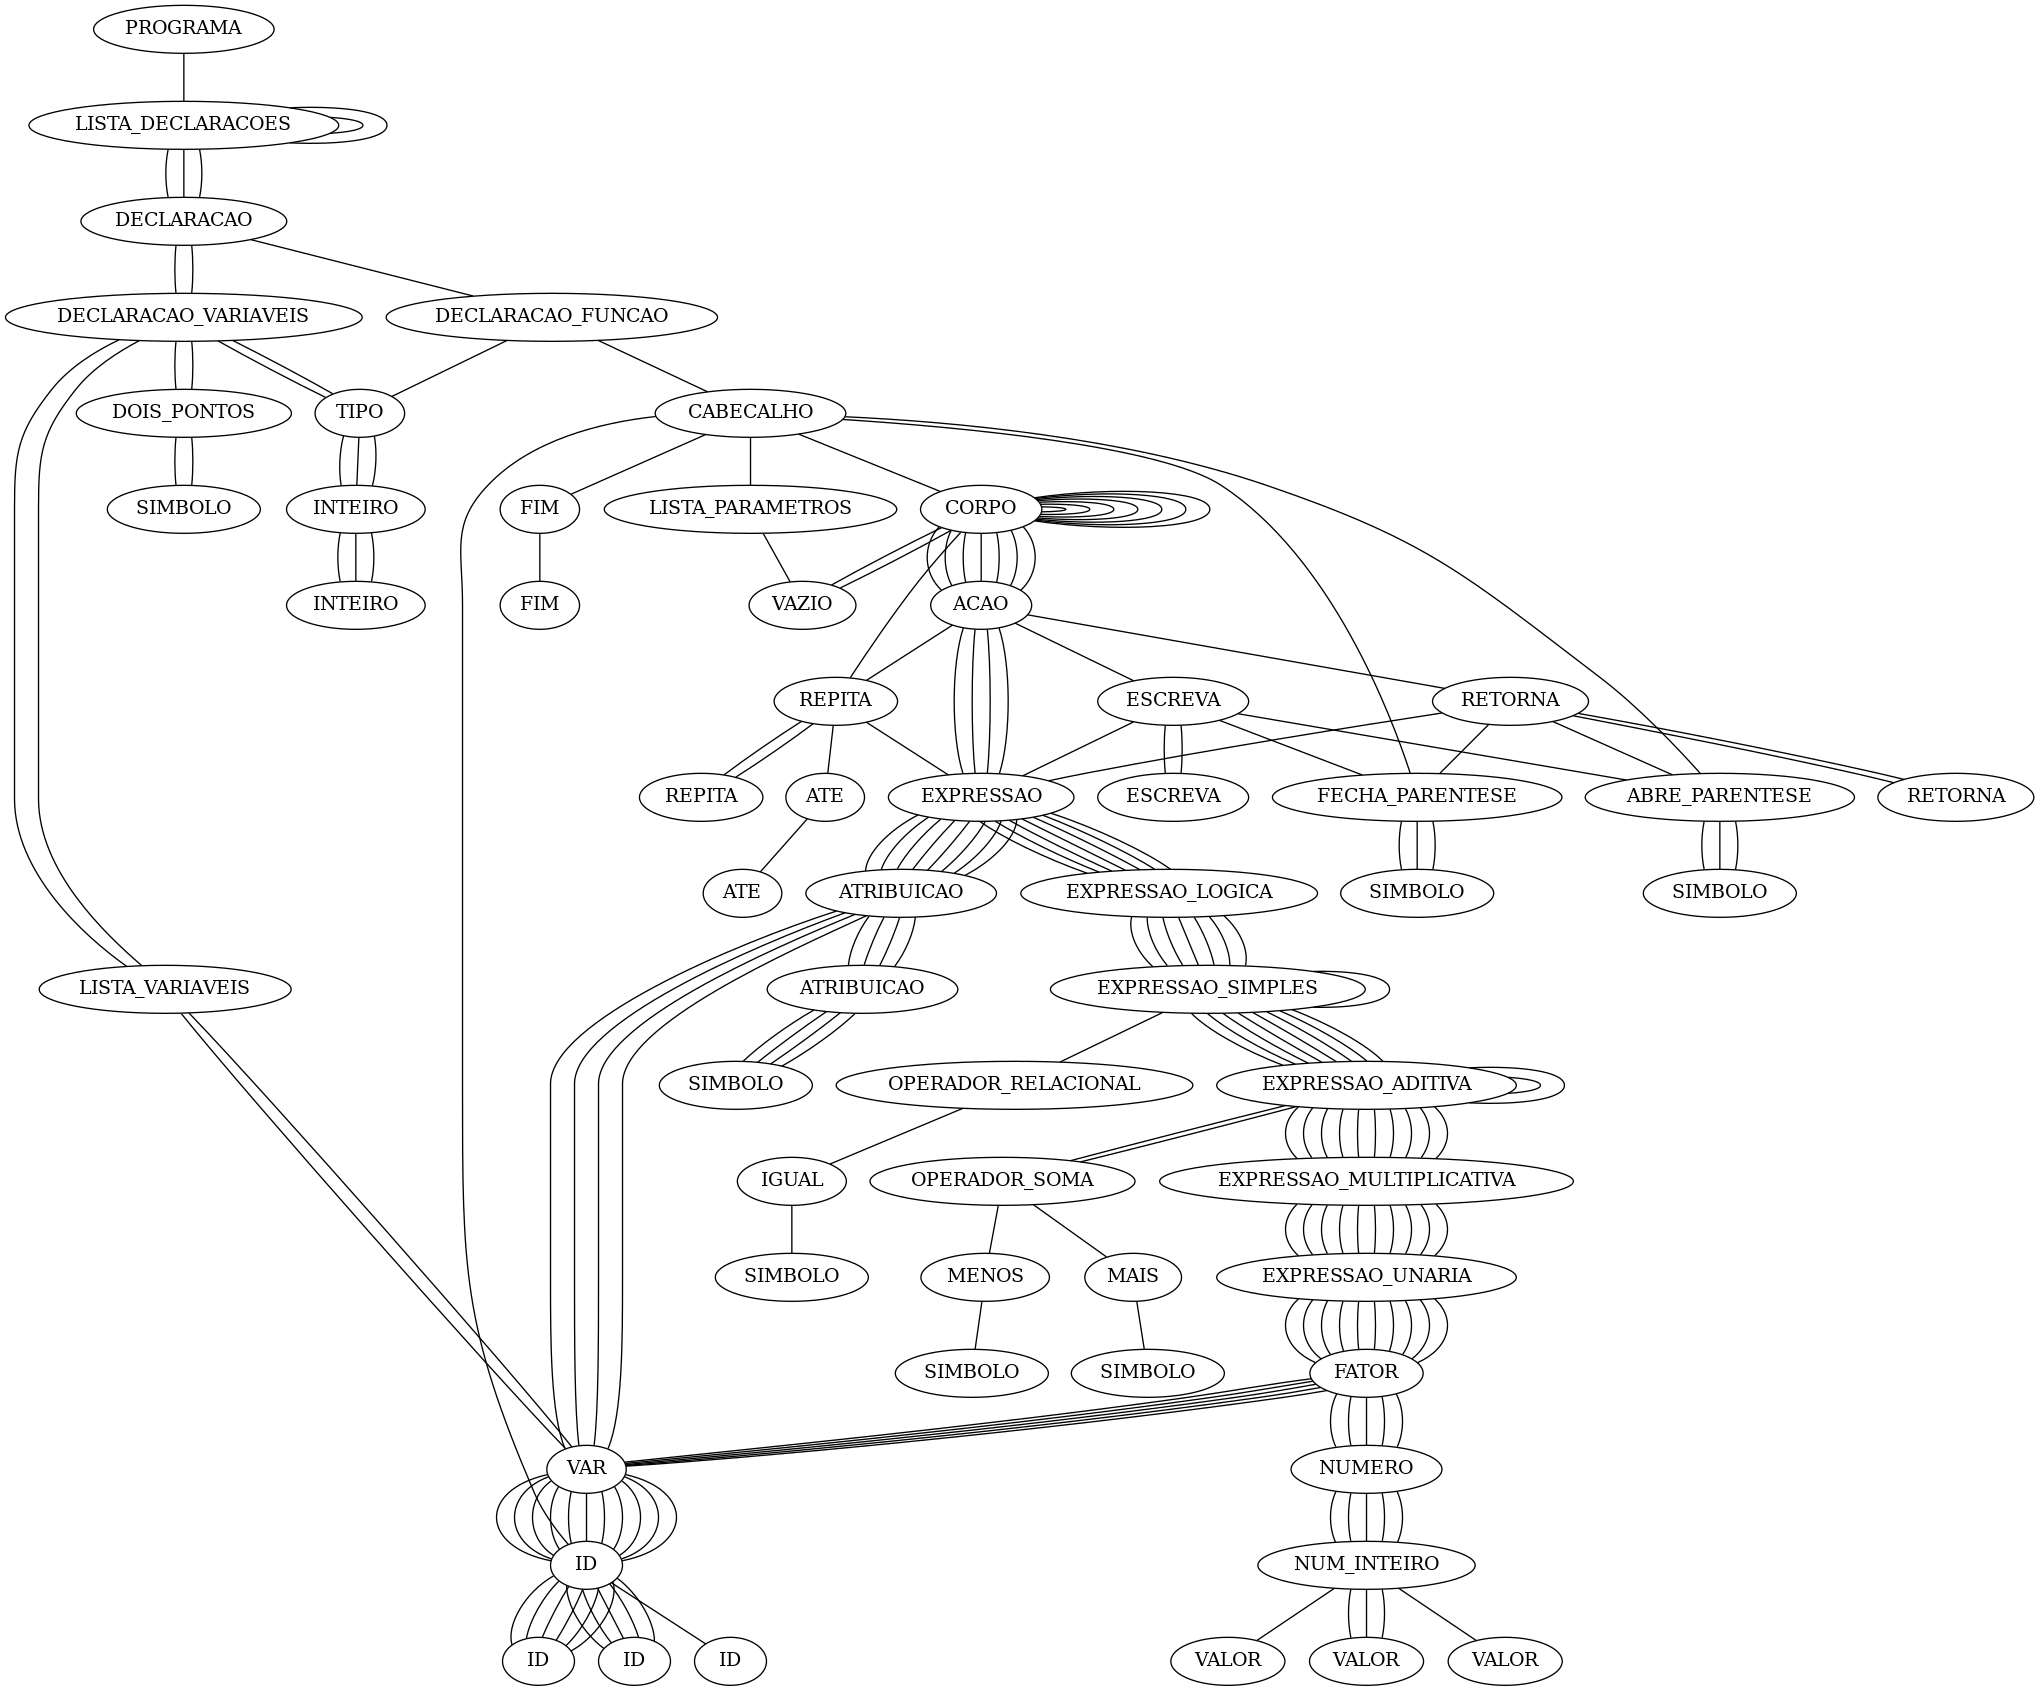 PROGRAMA
LISTA_DECLARACOES
DECLARACAO
DECLARACAO_VARIAVEIS
DECLARACAO_FUNCAO
DOIS_PONTOS
TIPO
CABECALHO
SIMBOLO
INTEIRO
FIM
LISTA_PARAMETROS
CORPO
INTEIRO
FIM
VAZIO
ACAO
REPITA
ESCREVA
RETORNA
REPITA
ATE
EXPRESSAO
ESCREVA
FECHA_PARENTESE
ABRE_PARENTESE
RETORNA
ATE
ATRIBUICAO
EXPRESSAO_LOGICA
SIMBOLO
SIMBOLO
LISTA_VARIAVEIS
ATRIBUICAO
EXPRESSAO_SIMPLES
SIMBOLO
OPERADOR_RELACIONAL
EXPRESSAO_ADITIVA
IGUAL
OPERADOR_SOMA
EXPRESSAO_MULTIPLICATIVA
SIMBOLO
MENOS
MAIS
EXPRESSAO_UNARIA
SIMBOLO
SIMBOLO
FATOR
VAR
NUMERO
ID
NUM_INTEIRO
ID
ID
ID
VALOR
VALOR
VALOR